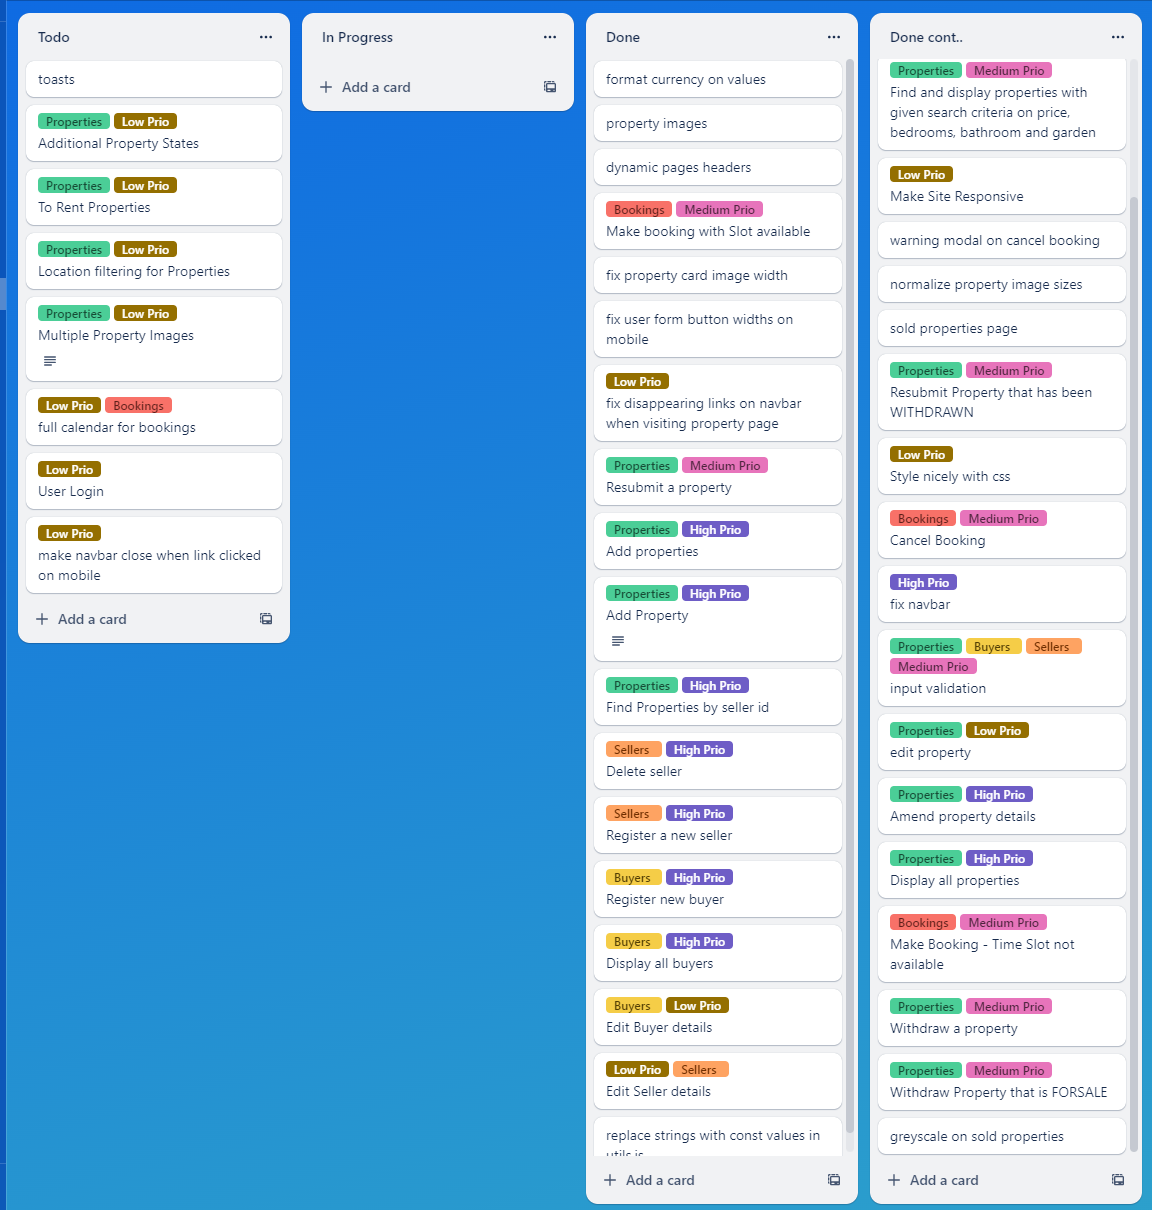 Todo
toasts
Properties Low Prio
Additional Property States
Properties Low Prio
To Rent Properties
Properties Low Prio
Location filtering for Properties
Properties Low Prio
Multiple Property Images
Low Prio Bookings
full calendar for bookings
Low Prio
User Login
Low Prio
make navbar close when link clicked
on mobile
+ Add a card
In Progress
+ Add a card
Done
format currency on values
property images
dynamic pages headers
Bookings Medium Prio
Make booking with Slot available
fix property card image width
fix user form button widths on
mobile
Low Prio
fix disappearing links on navbar
when visiting property page
Properties Medium Prio
Resubmit a property
Properties High Prio
Add properties
Properties High Prio
Add Property
Properties High Prio
Find Properties by seller id
Sellers High Prio
Delete seller
Sellers High Prio
Register a new seller
Buyers High Prio
Register new buyer
Buyers High Prio
Display all buyers
Buyers Low Prio
Edit Buyer details
Low Prio Sellers
Edit Seller details
replace strings with const values in
utils.js
+ Add a card
Done cont..
Properties Medium Prio
Find and display properties with
given search criteria on price,
bedrooms, bathroom and garden
Low Prio
Make Site Responsive
warning modal on cancel booking
normalize property image sizes
sold properties page
Properties Medium Prio
Resubmit Property that has been
WITHDRAWN
Low Prio
Style nicely with css
Bookings Medium Prio
Cancel Booking
High Prio
fix navbar
Properties Buyers Sellers
Medium Prio
input validation
Properties Low Prio
edit property
Properties High Prio
Amend property details
Properties High Prio
Display all properties
Bookings Medium Prio
Make Booking - Time Slot not
available
Properties Medium Prio
Withdraw a property
Properties Medium Prio
Withdraw Property that is FORSALE
greyscale on sold properties
+ Add a card